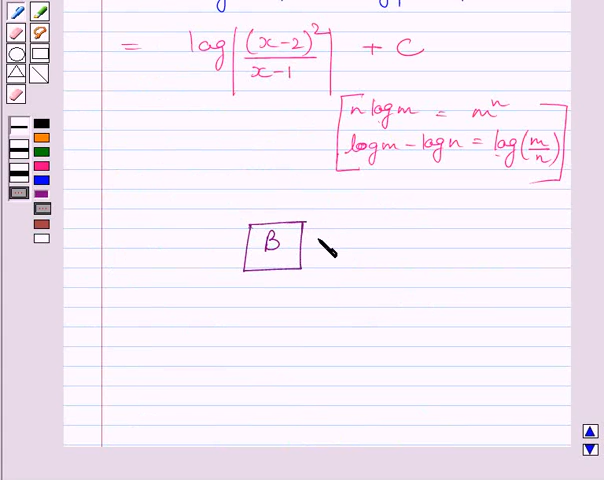 = log|(x-2)²/(x-1)| + C
[n log m = mⁿ
log m - log n = log(m/n)]
B